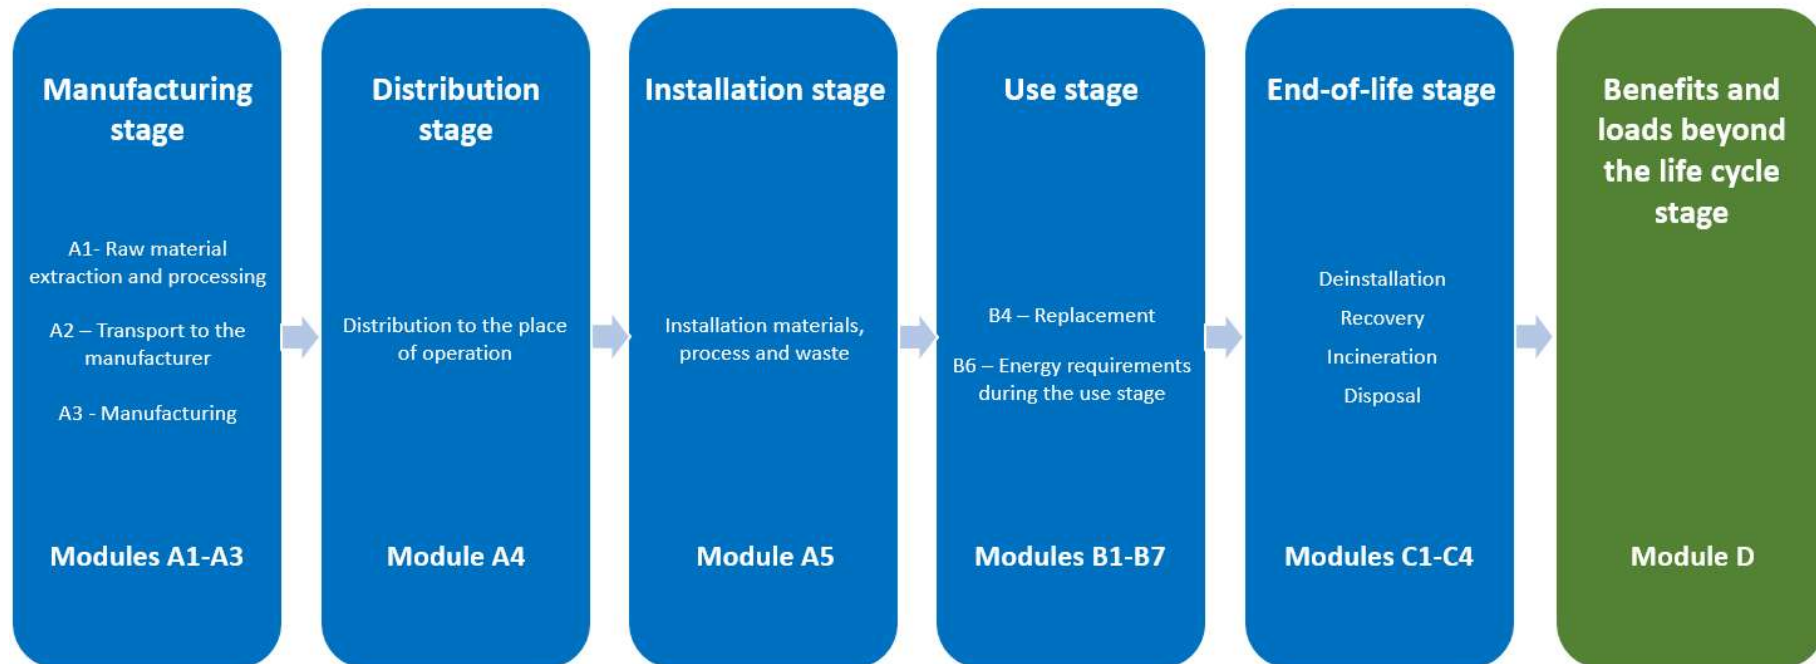 Manufacturing
stage
A1- Raw material
extraction and processing
A2 – Transport to the
manufacturer
A3 - Manufacturing
Modules A1-A3
Distribution
stage
Distribution to the place
of operation
Module A4
Installation stage
Installation materials,
process and waste
Module A5
Use stage
B4 – Replacement
B6 – Energy requirements
during the use stage
Modules B1-B7
End-of-life stage
Deinstallation
Recovery
Incineration
Disposal
Modules C1-C4
Benefits and
loads beyond
the life cycle
stage
Module D